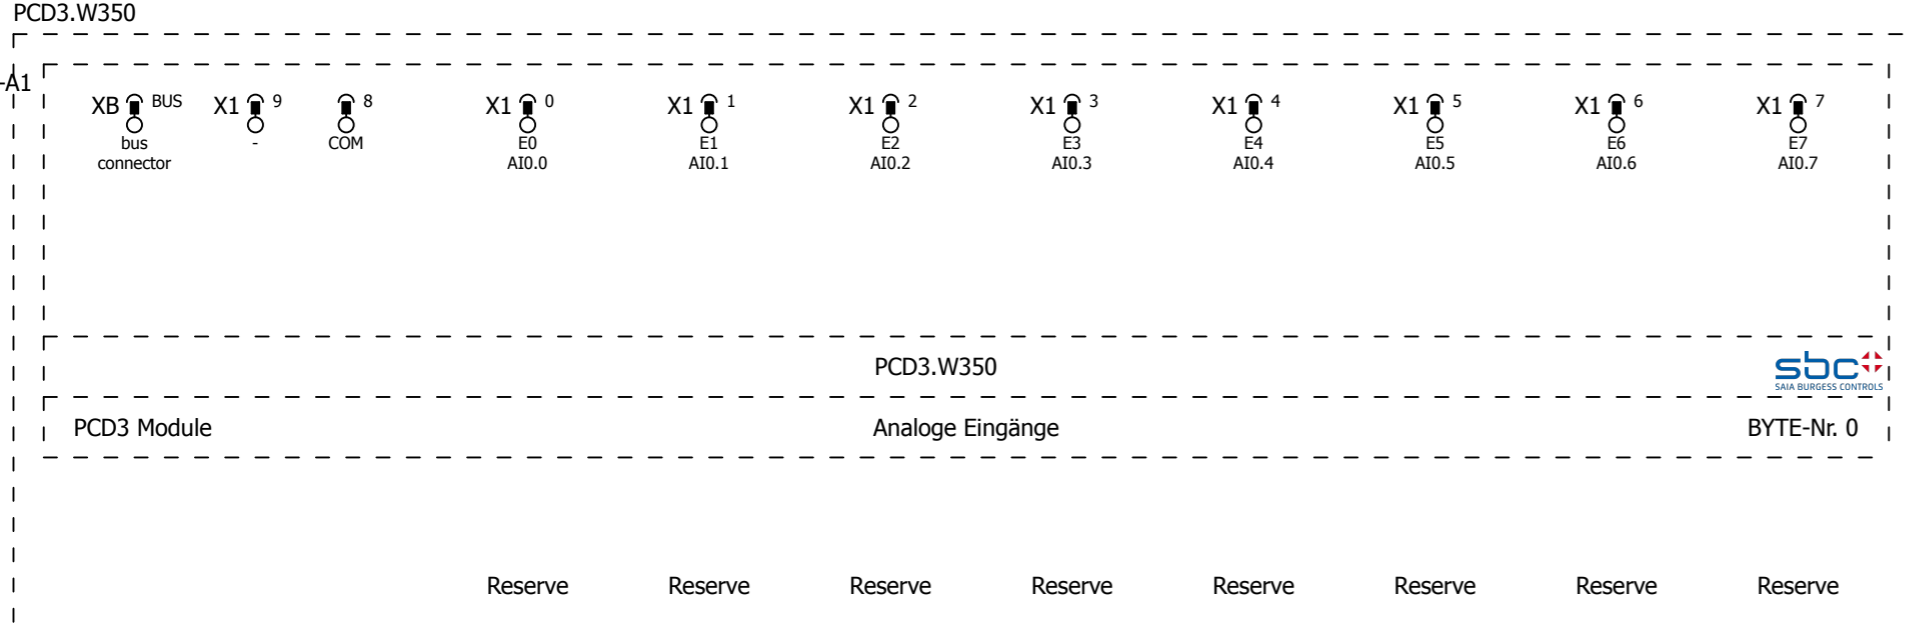 PCD3.W350
-A1
XB BUS X1 9 8 X1 0 X1 1 X1 2 X1 3 X1 4 X1 5 X1 6 X1 7
bus - COM E0 E1 E2 E3 E4 E5 E6 E7
connector AI0.0 AI0.1 AI0.2 AI0.3 AI0.4 AI0.5 AI0.6 AI0.7
PCD3.W350
sbc
SAIA BURGESS CONTROLS
PCD3 Module Analoge Eingänge BYTE-Nr. 0
Reserve Reserve Reserve Reserve Reserve Reserve Reserve Reserve